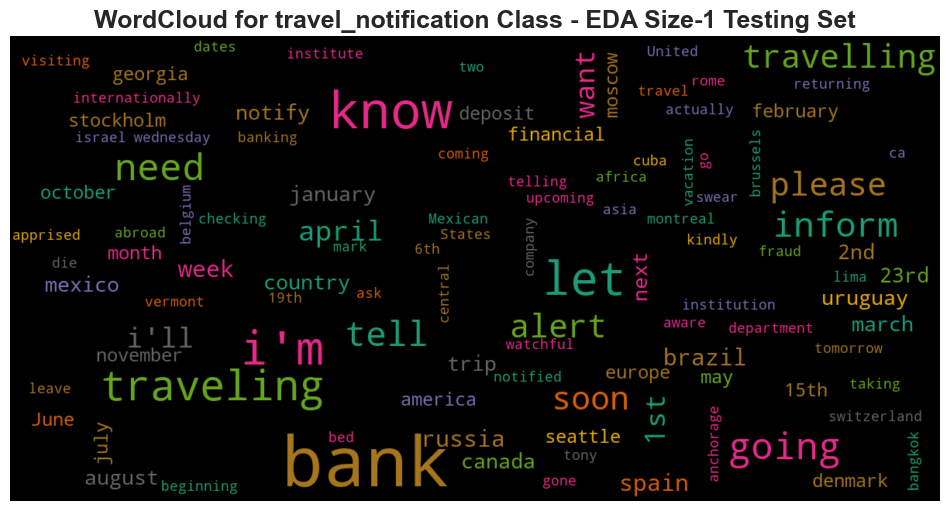 WordCloud for travel_notification Class - EDA Size-1 Testing Set
visiting
dates
institute
two
United
travelling
georgia
internationally
know
want
moscow
travel
rome
returning
stockholm
notify
deposit
actually
february
israel
wednesday
banking
financial
coming
cuba
vacation
go
brussels
ca
need
telling
africa
please
october
belgium
january
upcoming
asia
swear
checking
Mexican
montreal
inform
apprised
abroad
april
mark
States
6th
company
kindly
fraud
2nd
month
die
week
country
central
let
next
lima
23rd
mexico
vermont
19th
ask
institution
uruguay
i'll
i'm
tell
alert
aware
department
march
november
watchful
tomorrow
trip
notified
europe
brazil
may
traveling
leave
america
soon
1st
15th
taking
June
july
bed
russia
seattle
anchorage
going
switzerland
bank
canada
tony
bangkok
august
beginning
gone
spain
denmark